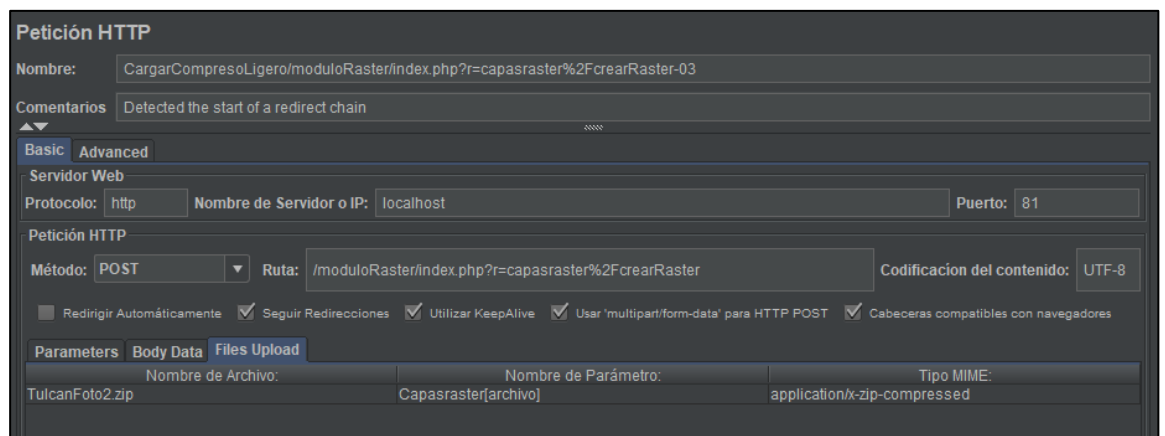 Petición HTTP
Nombre: CargarCompresoLigero/moduloRaster/index.php?r=capasraster%2FcrearRaster-03
Comentarios Detected the start of a redirect chain
Basic Advanced
Servidor Web
Protocolo: http Nombre de Servidor o IP: localhost Puerto: 81
Petición HTTP
Método: POST Ruta: /moduloRaster/index.php?r=capasraster%2FcrearRaster Codificacíon del contenido: UTF-8
Redirigir Automáticamente Seguir Redirecciones Utilizar KeepAlive Usar 'multipart/form-data' para HTTP POST Cabeceras compatibles con navegadores
Parameters Body Data Files Upload
Nombre de Archivo: Nombre de Parámetro: Tipo MIME:
TulcanFoto2.zip Capasraster[archivo] application/x-zip-compressed